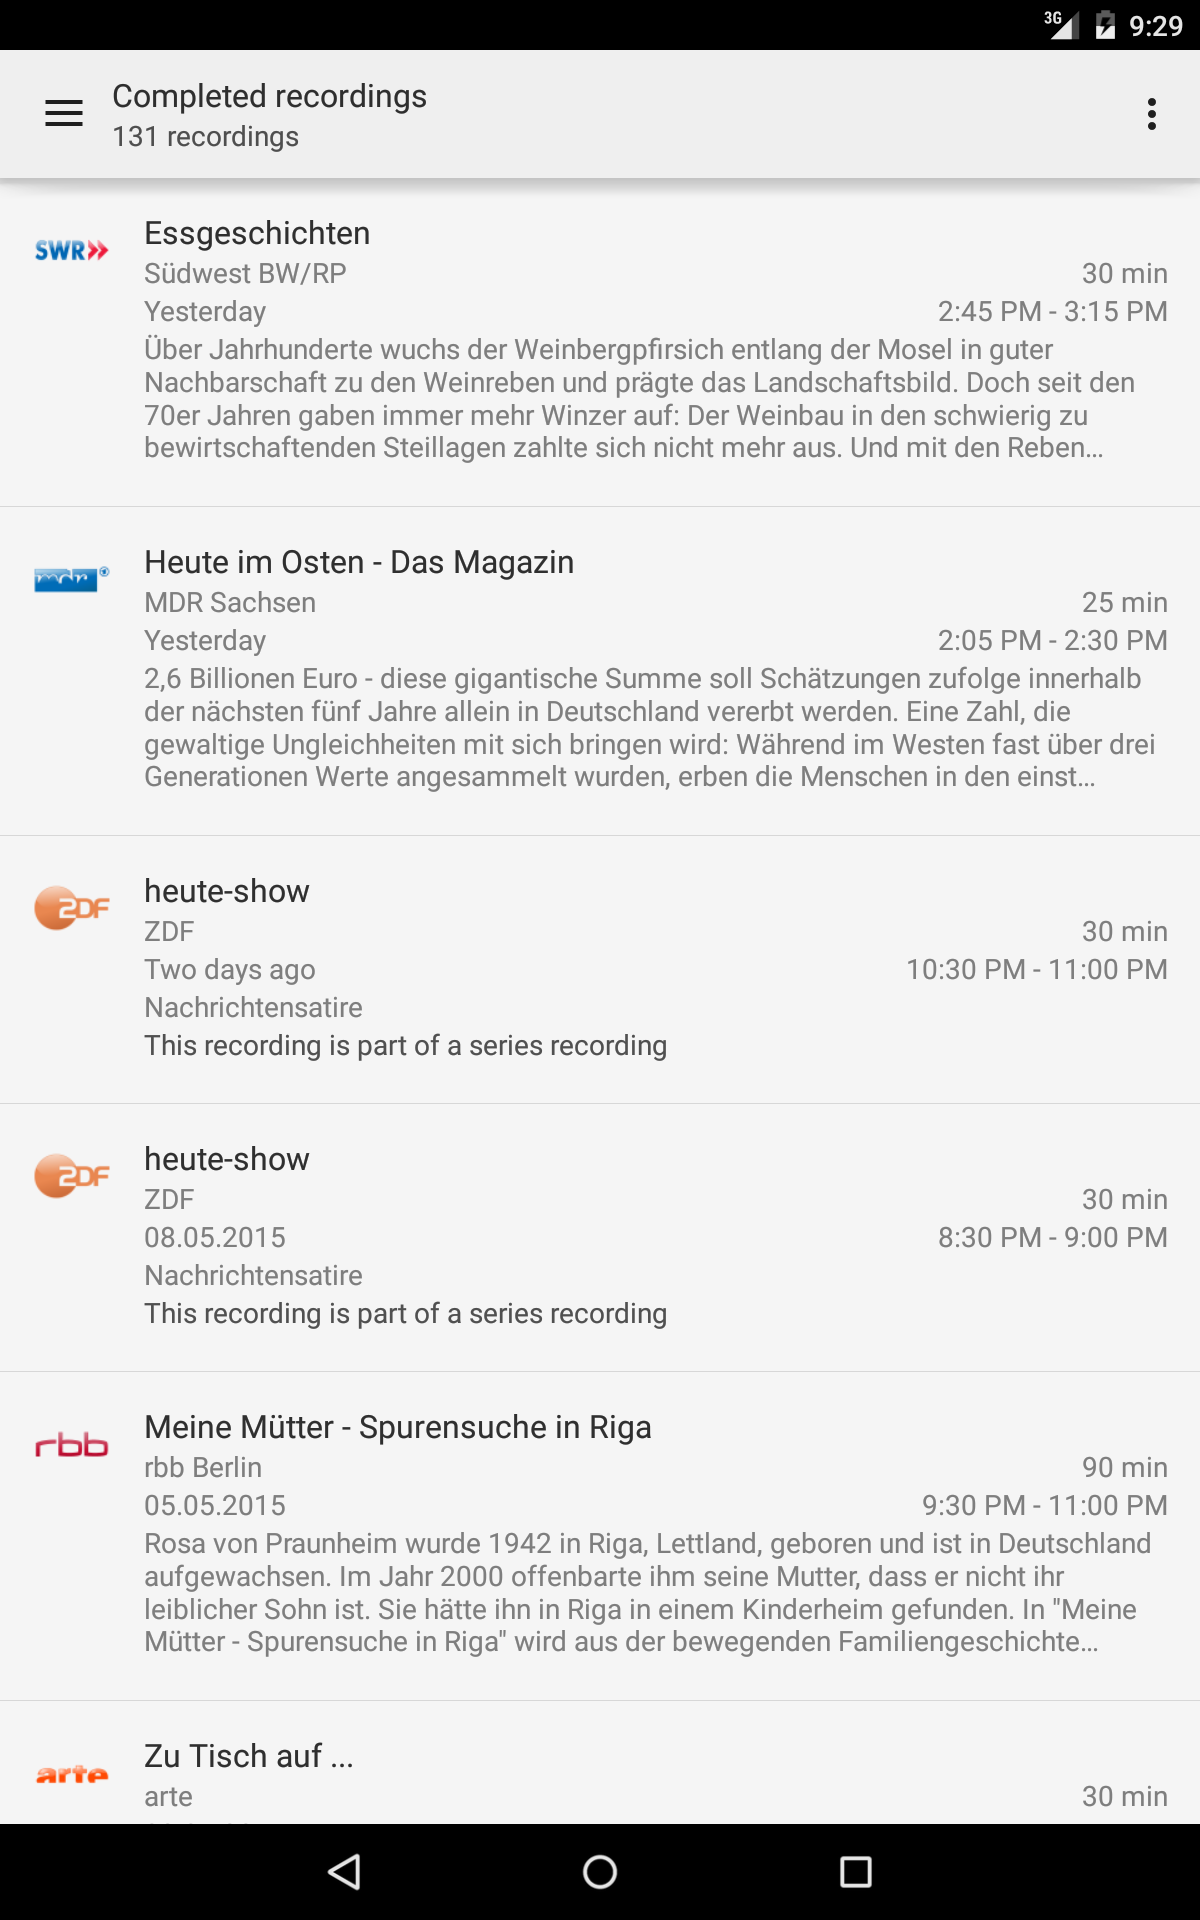 3G 9:29
Completed recordings
131 recordings
SWR Essgeschichten
Südwest BW/RP 30 min
Yesterday 2:45 PM - 3:15 PM
Über Jahrhunderte wuchs der Weinbergpfirsich entlang der Mosel in guter
Nachbarschaft zu den Weinreben und prägte das Landschaftsbild. Doch seit den
70er Jahren gaben immer mehr Winzer auf: Der Weinbau in den schwierig zu
bewirtschaftenden Steillagen zahlte sich nicht mehr aus. Und mit den Reben...
mdr Heute im Osten - Das Magazin
MDR Sachsen 25 min
Yesterday 2:05 PM - 2:30 PM
2,6 Billionen Euro - diese gigantische Summe soll Schätzungen zufolge innerhalb
der nächsten fünf Jahre allein in Deutschland vererbt werden. Eine Zahl, die
gewaltige Ungleichheiten mit sich bringen wird: Während im Westen fast über drei
Generationen Werte angesammelt wurden, erben die Menschen in den einst...
ZDF heute-show
ZDF 30 min
Two days ago 10:30 PM - 11:00 PM
Nachrichtensatire
This recording is part of a series recording
ZDF heute-show
ZDF 30 min
08.05.2015 8:30 PM - 9:00 PM
Nachrichtensatire
This recording is part of a series recording
rbb Meine Mütter - Spurensuche in Riga
rbb Berlin 90 min
05.05.2015 9:30 PM - 11:00 PM
Rosa von Praunheim wurde 1942 in Riga, Lettland, geboren und ist in Deutschland
aufgewachsen. Im Jahr 2000 offenbarte ihm seine Mutter, dass er nicht ihr
leiblicher Sohn ist. Sie hätte ihn in Riga in einem Kinderheim gefunden. In "Meine
Mütter - Spurensuche in Riga" wird aus der bewegenden Familiengeschichte...
arte Zu Tisch auf ...
arte 30 min